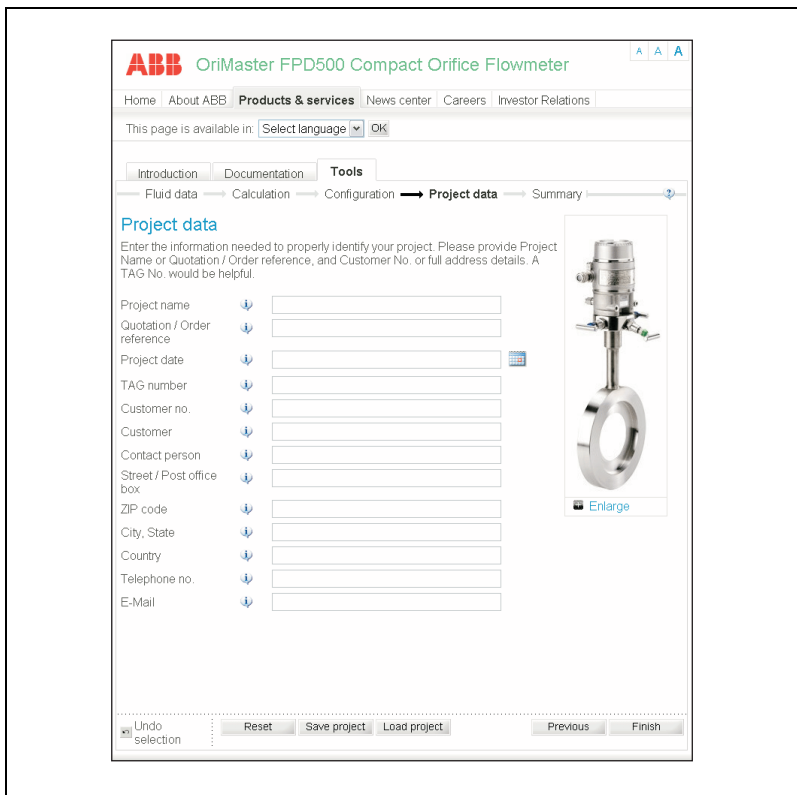 A A A
ABB OriMaster FPD500 Compact Orifice Flowmeter
Home About ABB Products & services News center Careers Investor Relations
This page is available in: Select language OK
Introduction Documentation Tools
Fluid data Calculation Configuration Project data Summary ?
Project data
Enter the information needed to properly identify your project. Please provide Project
Name or Quotation / Order reference, and Customer No. or full address details. A
TAG No. would be helpful.
Project name
Quotation / Order
reference
Project date
TAG number
Customer no.
Customer
Contact person
Street / Post office
box
ZIP code
City, State
Country
Telephone no.
E-Mail
Enlarge
Undo
selection
Reset Save project Load project Previous Finish